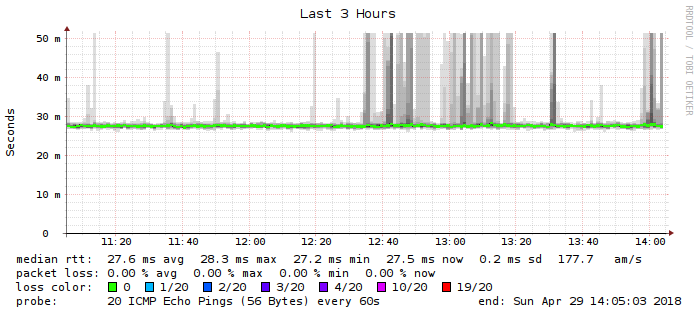 Last 3 Hours
RRDTOOL / TOBI OETIKER
Seconds
50 m
40 m
30 m
20 m
10 m
0
11:20 11:40 12:00 12:20 12:40 13:00 13:20 13:40 14:00
median rtt: 27.6 ms avg 28.3 ms max 27.2 ms min 27.5 ms now 0.2 ms sd 177.7 am/s
packet loss: 0.00 % avg 0.00 % max 0.00 % min 0.00 % now
loss color: 0 1/20 2/20 3/20 4/20 10/20 19/20
probe: 20 ICMP Echo Pings (56 Bytes) every 60s end: Sun Apr 29 14:05:03 2018